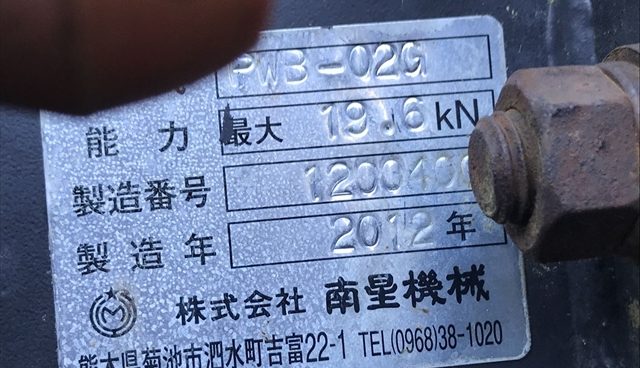 PWB-02G
能力 最大 19.6 kN
製造番号
製造年 2012年
株式会社 南星機械
熊本県菊池市泗水町吉富22-1 TEL(0968)38-1020